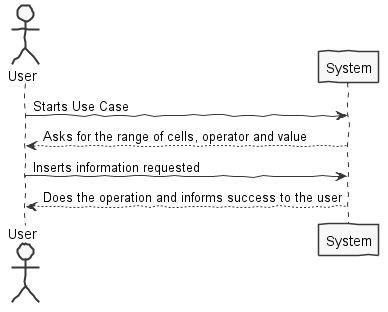 User
System
Starts Use Case
Asks for the range of cells, operator and value
Inserts information requested
Does the operation and informs success to the user
User
System